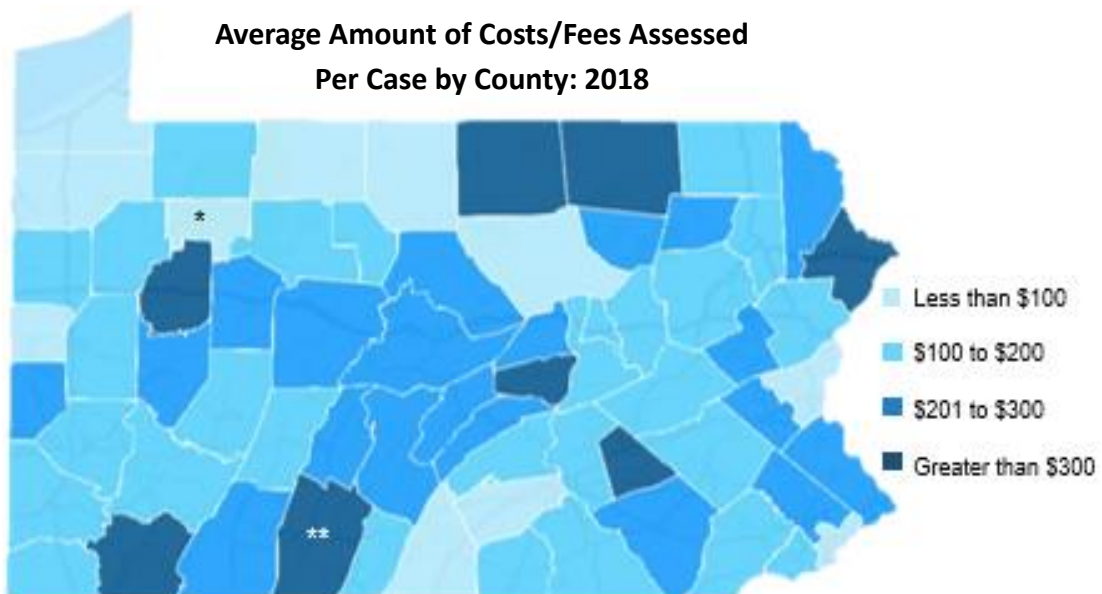 Average Amount of Costs/Fees Assessed
Per Case by County: 2018
*
Less than $100
$100 to $200
$201 to $300
Greater than $300
**